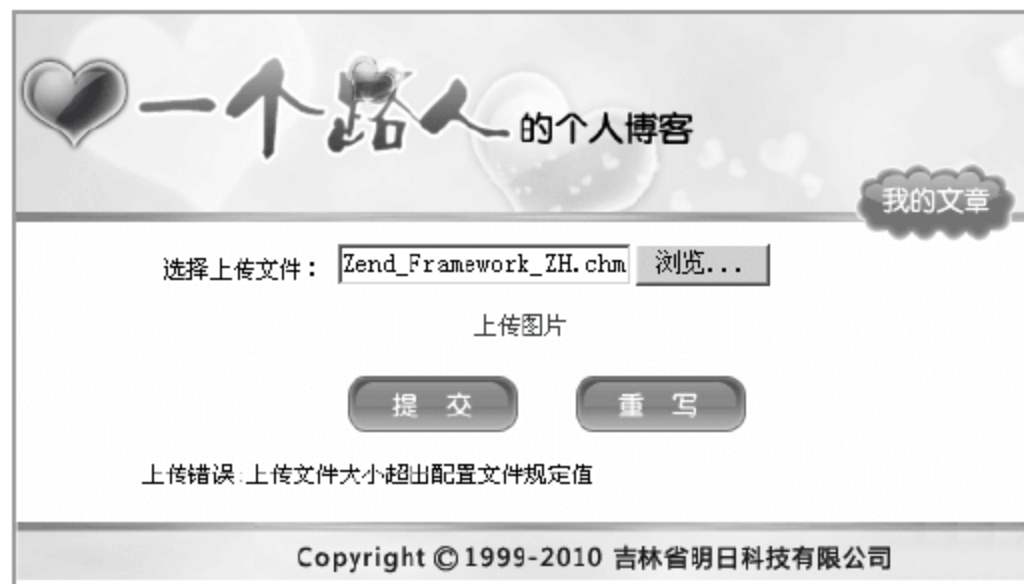 一个路人的个人博客
我的文章
选择上传文件： Zend_Framework_ZH.chm 浏览...
上传图片
提 交 重 写
上传错误:上传文件大小超出配置文件规定值
Copyright © 1999-2010 吉林省明日科技有限公司